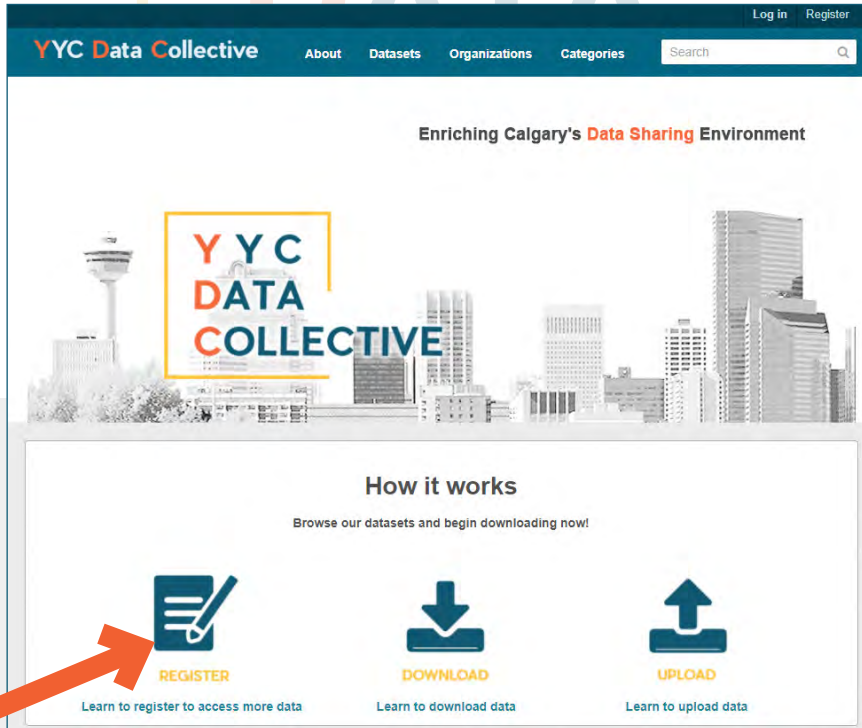 Log in Register
YYC Data Collective About Datasets Organizations Categories Search
Enriching Calgary's Data Sharing Environment
YYC
DATA
COLLECTIVE
How it works
Browse our datasets and begin downloading now!
REGISTER DOWNLOAD UPLOAD
Learn to register to access more data Learn to download data Learn to upload data